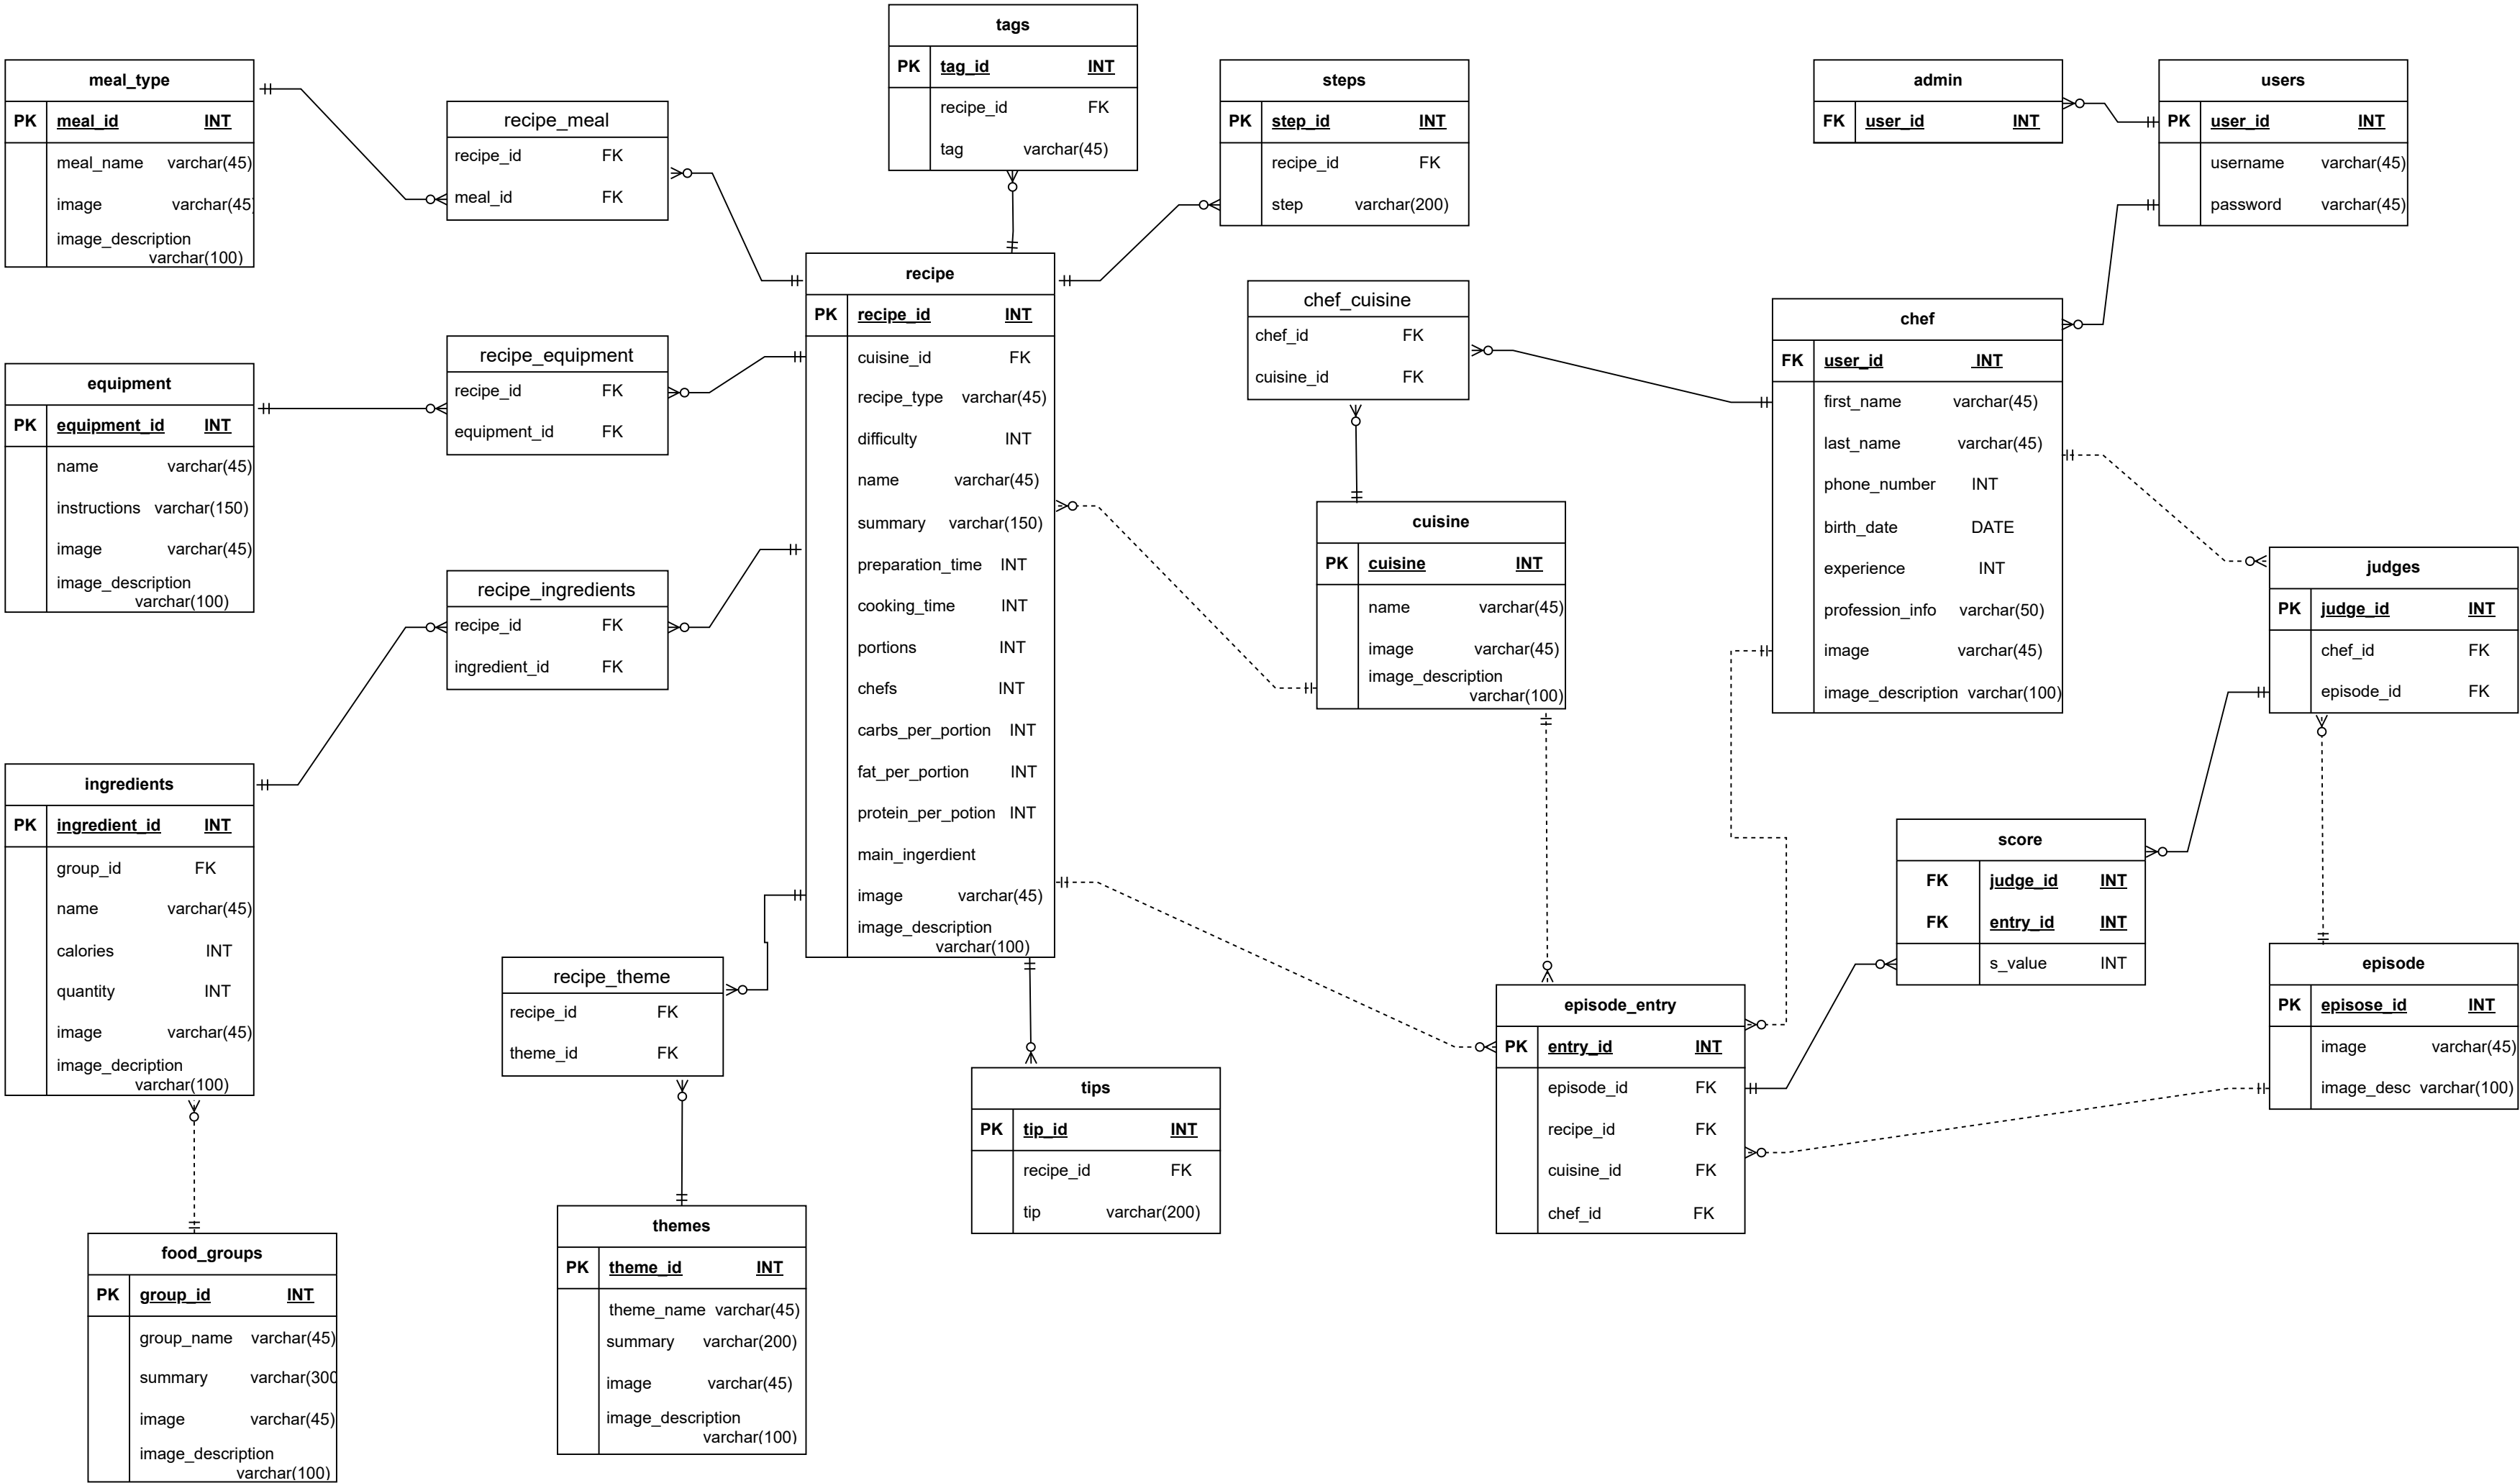 tags
PK tag_id INT
recipe_id FK
tag varchar(45)
meal_type
PK meal_id INT
meal_name varchar(45)
image varchar(45)
image_description
varchar(100)
recipe_meal
recipe_id FK
meal_id FK
steps
PK step_id INT
recipe_id FK
step varchar(200)
admin
FK user_id INT
users
PK user_id INT
username varchar(45)
password varchar(45)
recipe
PK recipe_id INT
cuisine_id FK
recipe_type varchar(45)
difficulty INT
name varchar(45)
summary varchar(150)
preparation_time INT
cooking_time INT
portions INT
chefs INT
carbs_per_portion INT
fat_per_portion INT
protein_per_potion INT
main_ingerdient
image varchar(45)
image_description
varchar(100)
chef_cuisine
chef_id FK
cuisine_id FK
chef
FK user_id INT
first_name varchar(45)
last_name varchar(45)
phone_number INT
birth_date DATE
experience INT
profession_info varchar(50)
image varchar(45)
image_description varchar(100)
equipment
PK equipment_id INT
name varchar(45)
instructions varchar(150)
image varchar(45)
image_description
varchar(100)
recipe_equipment
recipe_id FK
equipment_id FK
cuisine
PK cuisine INT
name varchar(45)
image varchar(45)
image_description
varchar(100)
judges
PK judge_id INT
chef_id FK
episode_id FK
recipe_ingredients
recipe_id FK
ingredient_id FK
ingredients
PK ingredient_id INT
group_id FK
name varchar(45)
calories INT
quantity INT
image varchar(45)
image_decription
varchar(100)
score
FK judge_id INT
FK entry_id INT
s_value INT
recipe_theme
recipe_id FK
theme_id FK
episode
PK episose_id INT
image varchar(45)
image_desc varchar(100)
episode_entry
PK entry_id INT
episode_id FK
recipe_id FK
cuisine_id FK
chef_id FK
tips
PK tip_id INT
recipe_id FK
tip varchar(200)
themes
PK theme_id INT
theme_name varchar(45)
summary varchar(200)
image varchar(45)
image_description
varchar(100)
food_groups
PK group_id INT
group_name varchar(45)
summary varchar(300
image varchar(45)
image_description
varchar(100)